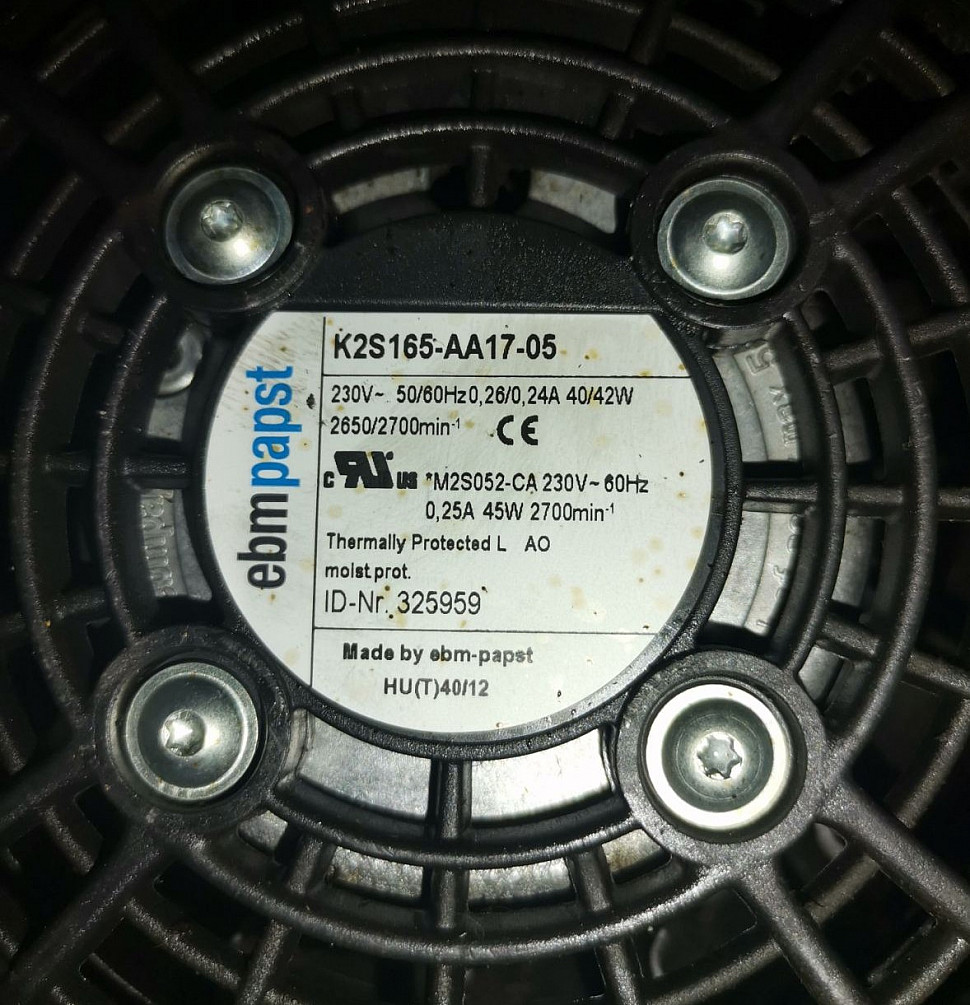 ebmpapst
K2S165-AA17-05
230V~ 50/60Hz 0,26/0,24A 40/42W
2650/2700min⁻¹ CE
c RU us *M2S052-CA 230V~ 60Hz
0,25A 45W 2700min⁻¹
Thermally Protected L AO
moist prot.
ID-Nr. 325959
Made by ebm-papst
HU(T)40/12